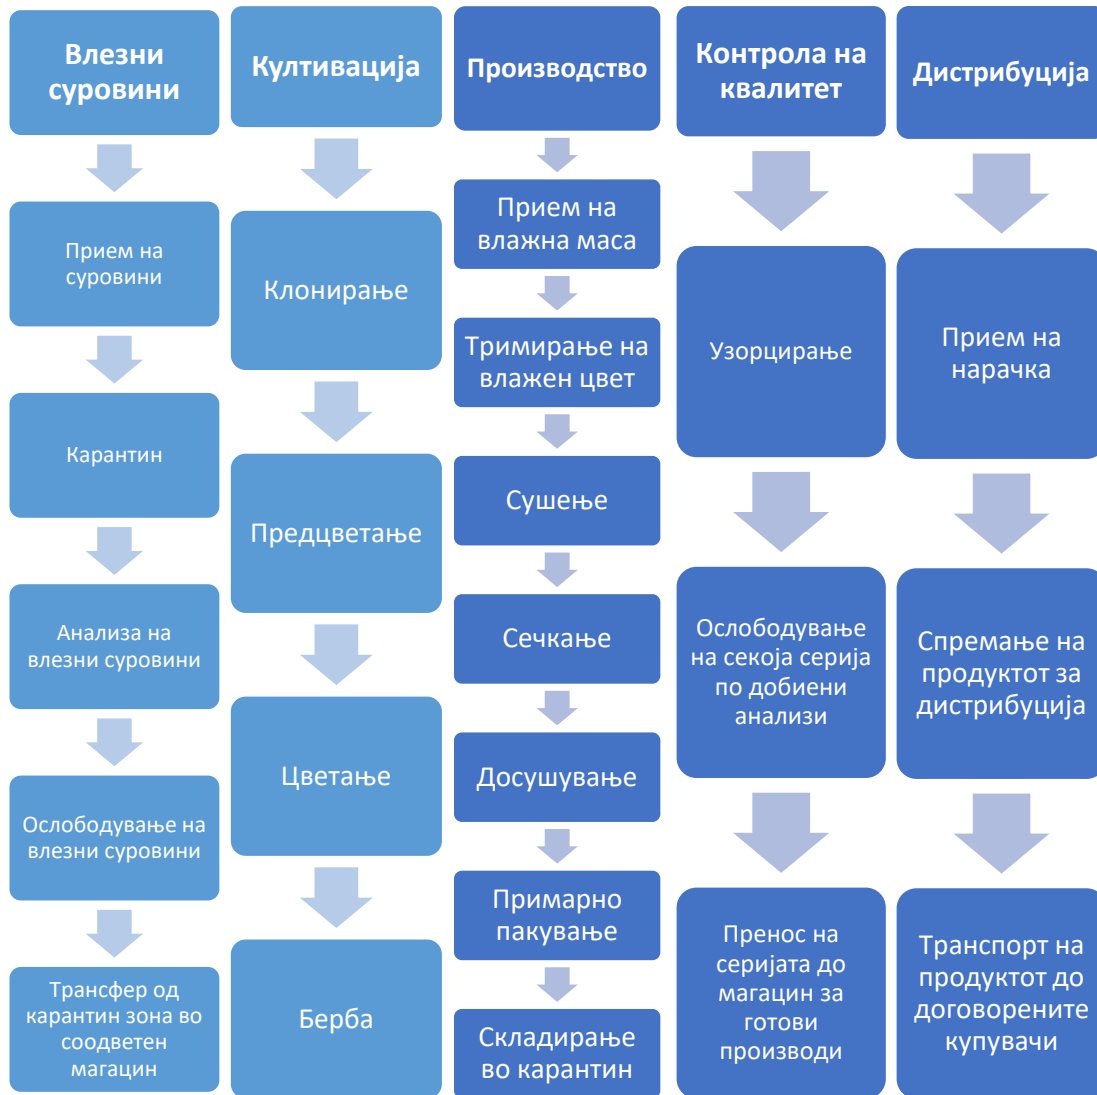 Влезни
суровини
Прием на
суровини
Карантин
Анализа на
влезни суровини
Ослободување на
влезни суровини
Трансфер од
карантин зона во
соодветен
магацин
Култивација
Клонирање
Предцветање
Цветање
Берба
Производство
Прием на
влажна маса
Тримирање на
влажен цвет
Сушење
Сечкање
Досушување
Примарно
пакување
Складирање
во карантин
Контрола на
квалитет
Узорцирање
Ослободување
на секоја серија
по добиени
анализи
Пренос на
серијата до
магацин за
готови
производи
Дистрибуција
Прием на
нарачка
Спремање на
продуктот за
дистрибуција
Транспорт на
продуктот до
договорените
купувачи